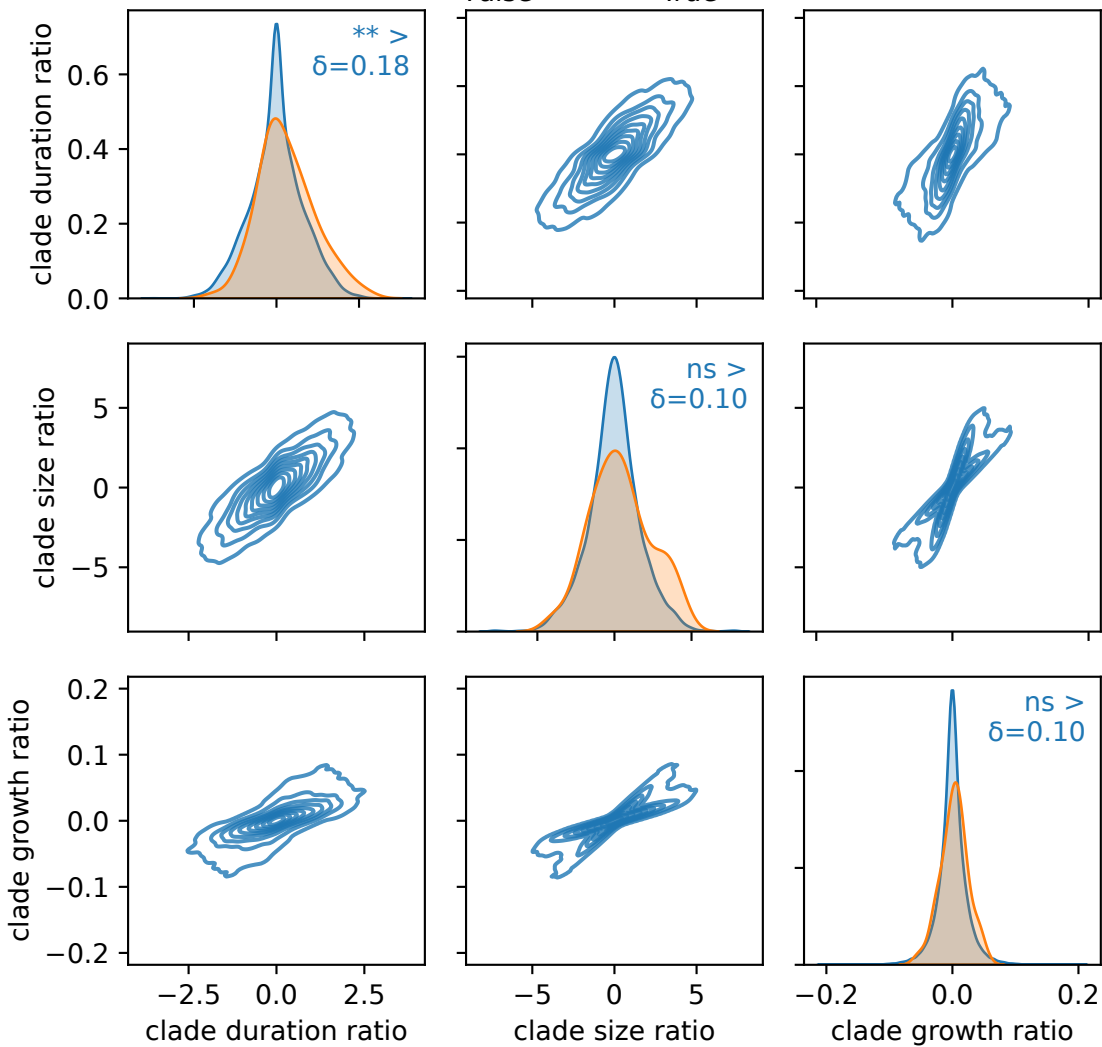 clade duration ratio
0.6
0.4
0.2
0.0
** >
δ=0.18
clade size ratio
5
0
−5
ns >
δ=0.10
clade growth ratio
0.2
0.1
0.0
−0.1
−0.2
ns >
δ=0.10
−2.5 0.0 2.5
−5 0 5
−0.2 0.0 0.2
clade duration ratio
clade size ratio
clade growth ratio